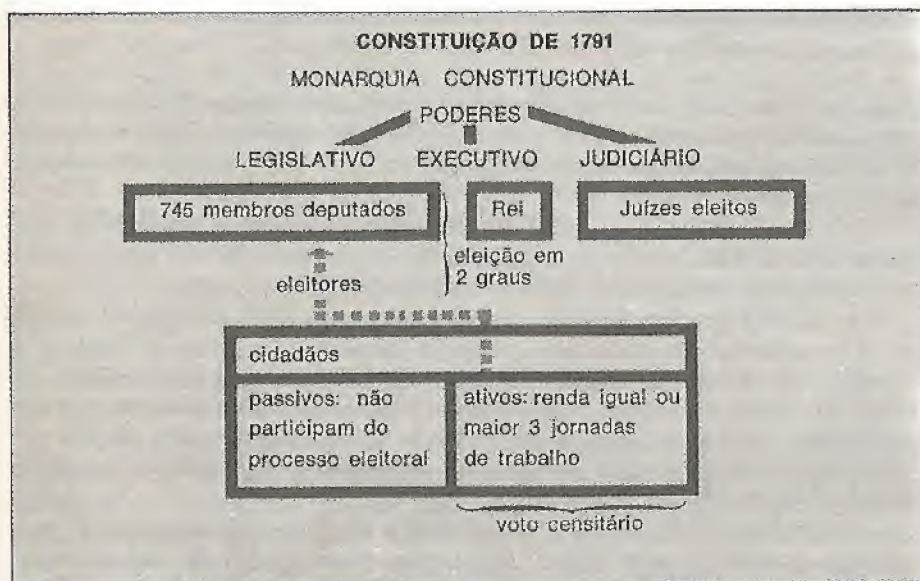 CONSTITUIÇÃO DE 1791
MONARQUIA CONSTITUCIONAL
PODERES
LEGISLATIVO EXECUTIVO JUDICIÁRIO
745 membros deputados
Rei
Juízes eleitos
eleição em
2 graus
eleitores
cidadãos
passivos: não
participam do
processo eleitoral
ativos: renda igual ou
maior 3 jornadas
de trabalho
voto censitário